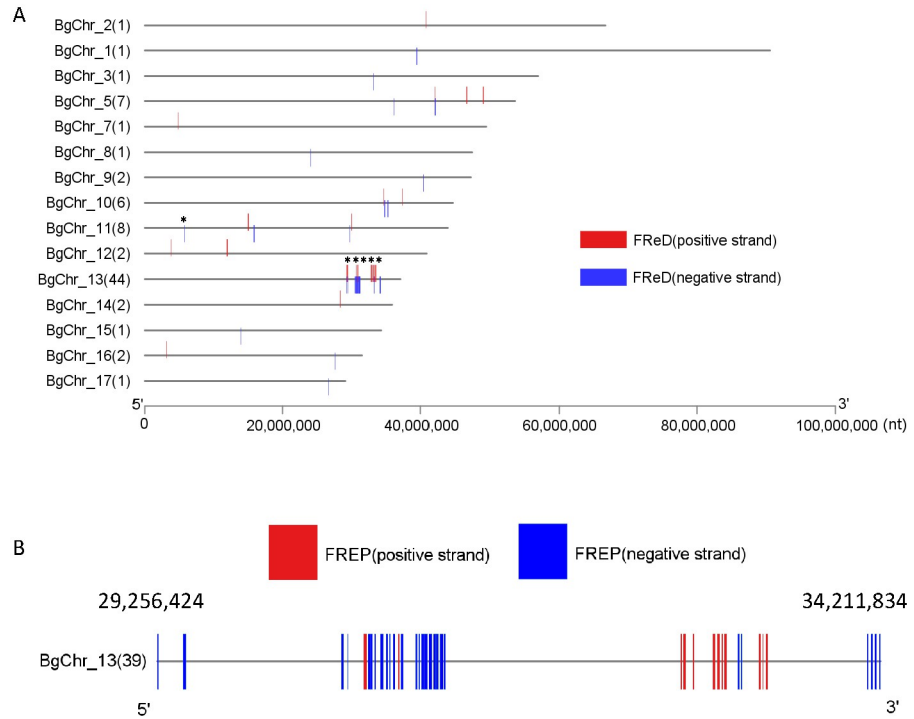 A
BgChr_2(1)
BgChr_1(1)
BgChr_3(1)
BgChr_5(7)
BgChr_7(1)
BgChr_8(1)
BgChr_9(2)
BgChr_10(6)
BgChr_11(8)
*
BgChr_12(2)
* * * * *
BgChr_13(44)
BgChr_14(2)
BgChr_15(1)
BgChr_16(2)
BgChr_17(1)
FReD(positive strand)
FReD(negative strand)
5' 3'
0 20,000,000 40,000,000 60,000,000 80,000,000 100,000,000 (nt)
B
FREP(positive strand) FREP(negative strand)
29,256,424 34,211,834
BgChr_13(39)
5' 3'